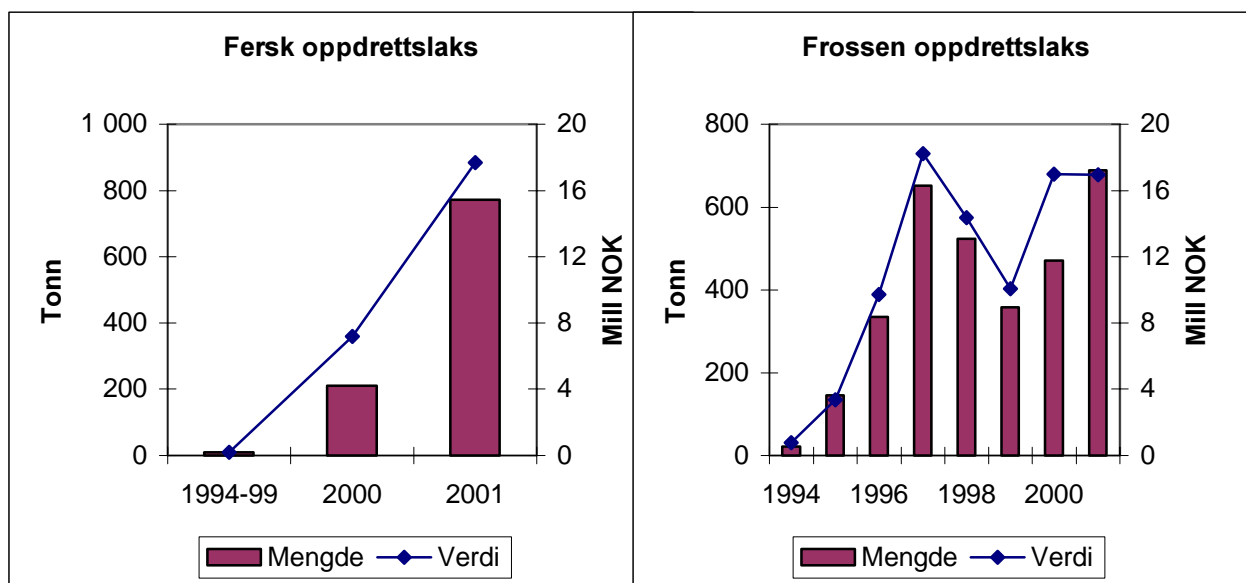 Fersk oppdrettslaks
Tonn
1 000
800
600
400
200
0
20
16
12
8
4
0
Mill NOK
1994-99 2000 2001
Mengde Verdi
Frossen oppdrettslaks
Tonn
800
600
400
200
0
20
16
12
8
4
0
Mill NOK
1994 1996 1998 2000
Mengde Verdi